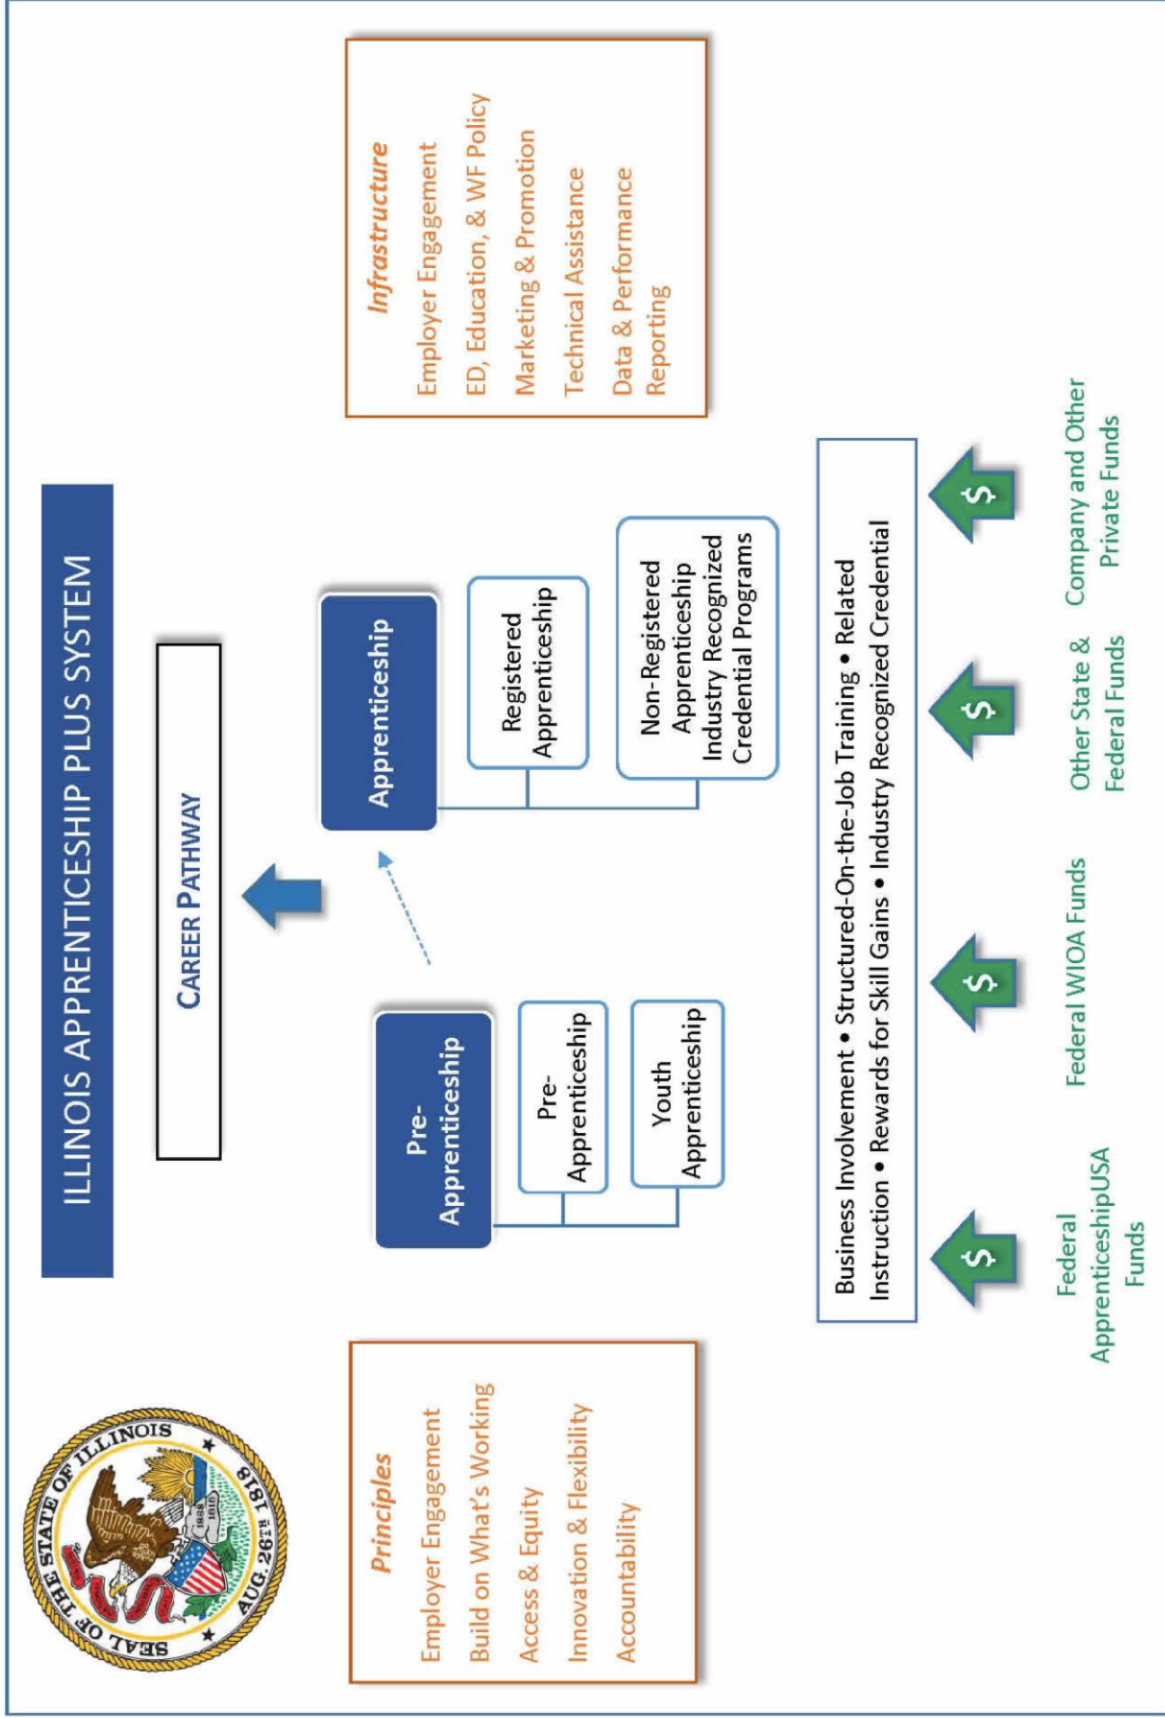 SEAL OF THE STATE OF ILLINOIS
AUG. 26TH 1818
1868
1818
ILLINOIS APPRENTICESHIP PLUS SYSTEM
CAREER PATHWAY
Principles
Employer Engagement
Build on What's Working
Access & Equity
Innovation & Flexibility
Accountability
Pre-
Apprenticeship
Pre-
Apprenticeship
Youth
Apprenticeship
Apprenticeship
Registered
Apprenticeship
Non-Registered
Apprenticeship
Industry Recognized
Credential Programs
Infrastructure
Employer Engagement
ED, Education, & WF Policy
Marketing & Promotion
Technical Assistance
Data & Performance
Reporting
Business Involvement • Structured-On-the-Job Training • Related
Instruction • Rewards for Skill Gains • Industry Recognized Credential
$
$
$
$
Federal
ApprenticeshipUSA
Funds
Federal WIOA Funds
Other State &
Federal Funds
Company and Other
Private Funds